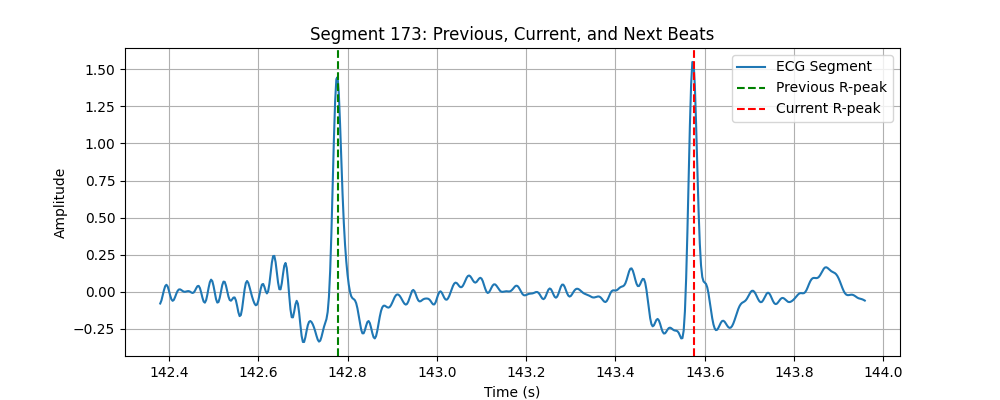 Segment 173: Previous, Current, and Next Beats
ECG Segment
Previous R-peak
Current R-peak
Amplitude
1.50
1.25
1.00
0.75
0.50
0.25
0.00
−0.25
142.4 142.6 142.8 143.0 143.2 143.4 143.6 143.8 144.0
Time (s)